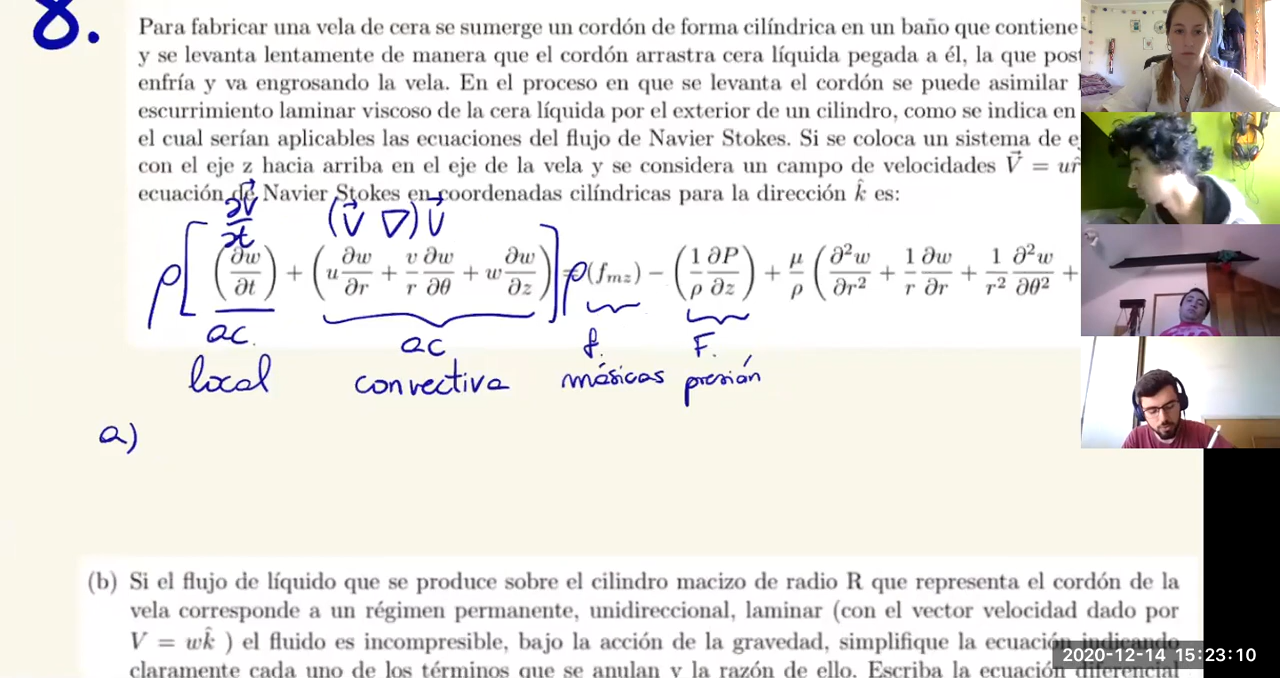 8.
Para fabricar una vela de cera se sumerge un cordón de forma cilíndrica en un baño que contiene
y se levanta lentamente de manera que el cordón arrastra cera líquida pegada a él, la que pos
enfría y va engrosando la vela. En el proceso en que se levanta el cordón se puede asimilar
escurrimiento laminar viscoso de la cera líquida por el exterior de un cilindro, como se indica en
el cual serían aplicables las ecuaciones del flujo de Navier Stokes. Si se coloca un sistema de e
con el eje z hacia arriba en el eje de la vela y se considera un campo de velocidades V⃗ = ur̂
ecuación de Navier Stokes en coordenadas cilíndricas para la dirección k̂ es:
∂V⃗/∂t (V⃗ ∇) V⃗
ρ[(∂w/∂t) + (u ∂w/∂r + v/r ∂w/∂θ + w ∂w/∂z)] = ρ(f_mz) − (1/ρ ∂P/∂z) + μ/ρ (∂²w/∂r² + 1/r ∂w/∂r + 1/r² ∂²w/∂θ² +
ac. local
ac convectiva
f. másicas
F. presión
a)
(b) Si el flujo de líquido que se produce sobre el cilindro macizo de radio R que representa el cordón de la
vela corresponde a un régimen permanente, unidireccional, laminar (con el vector velocidad dado por
V = wk̂ ) el fluido es incompresible, bajo la acción de la gravedad, simplifique la ecuación indicando
claramente cada uno de los términos que se anulan y la razón de ello. Escriba la ecuación diferencial
2020-12-14 15:23:10